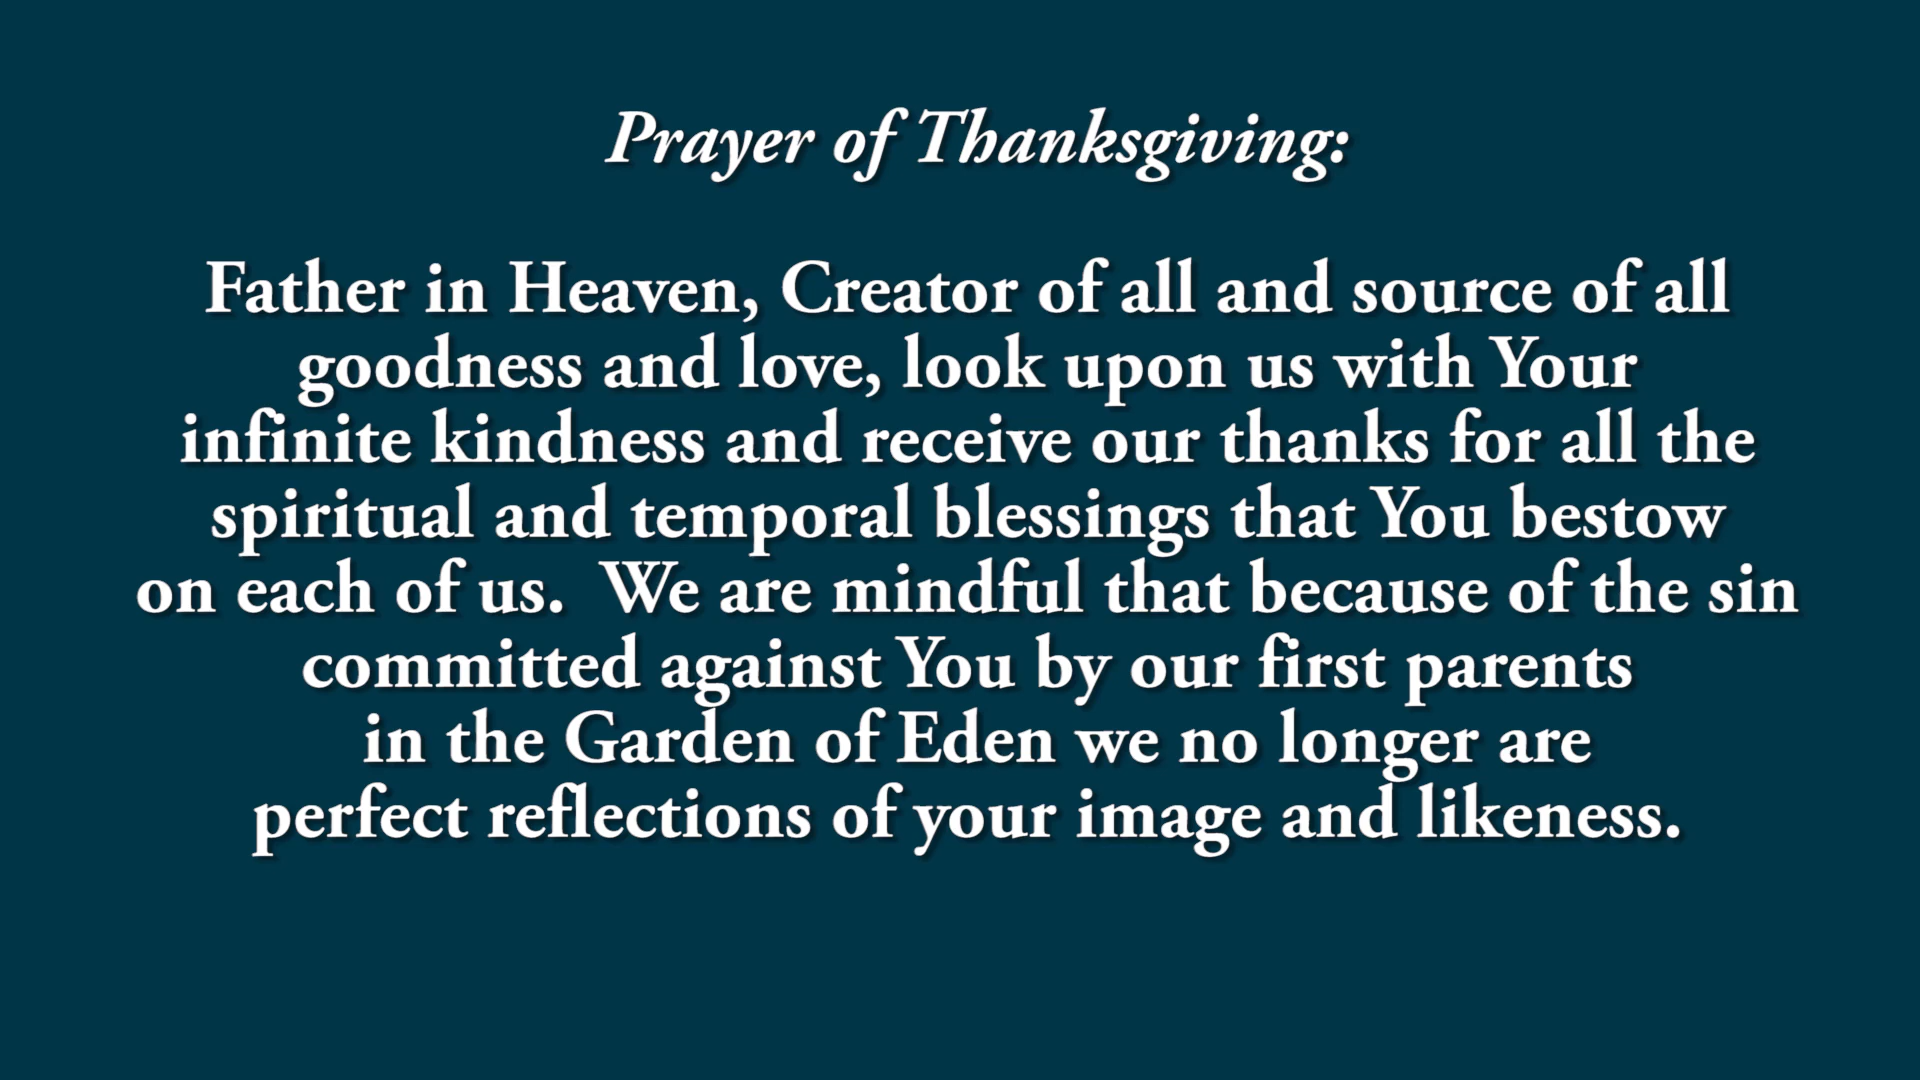 Prayer of Thanksgiving:
Father in Heaven, Creator of all and source of all
goodness and love, look upon us with Your
infinite kindness and receive our thanks for all the
spiritual and temporal blessings that You bestow
on each of us.  We are mindful that because of the sin
committed against You by our first parents
in the Garden of Eden we no longer are
perfect reflections of your image and likeness.